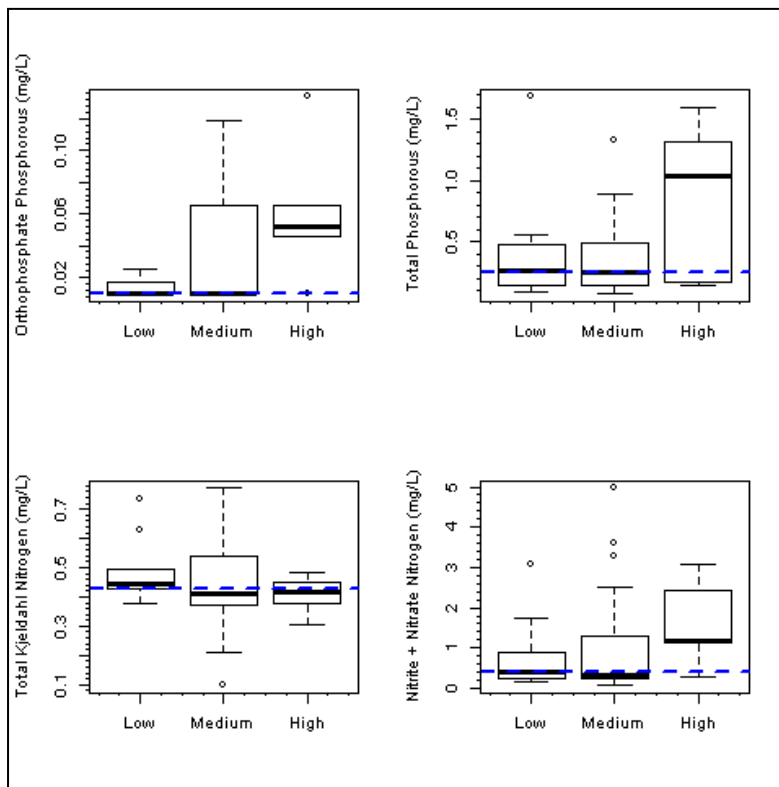 Orthophosphate Phosphorous (mg/L)
0.02
0.06
0.10
Low
Medium
High
Total Phosphorous (mg/L)
0.5
1.0
1.5
Low
Medium
High
Total Kjeldahl Nitrogen (mg/L)
0.1
0.3
0.5
0.7
Low
Medium
High
Nitrite + Nitrate Nitrogen (mg/L)
0
1
2
3
4
5
Low
Medium
High